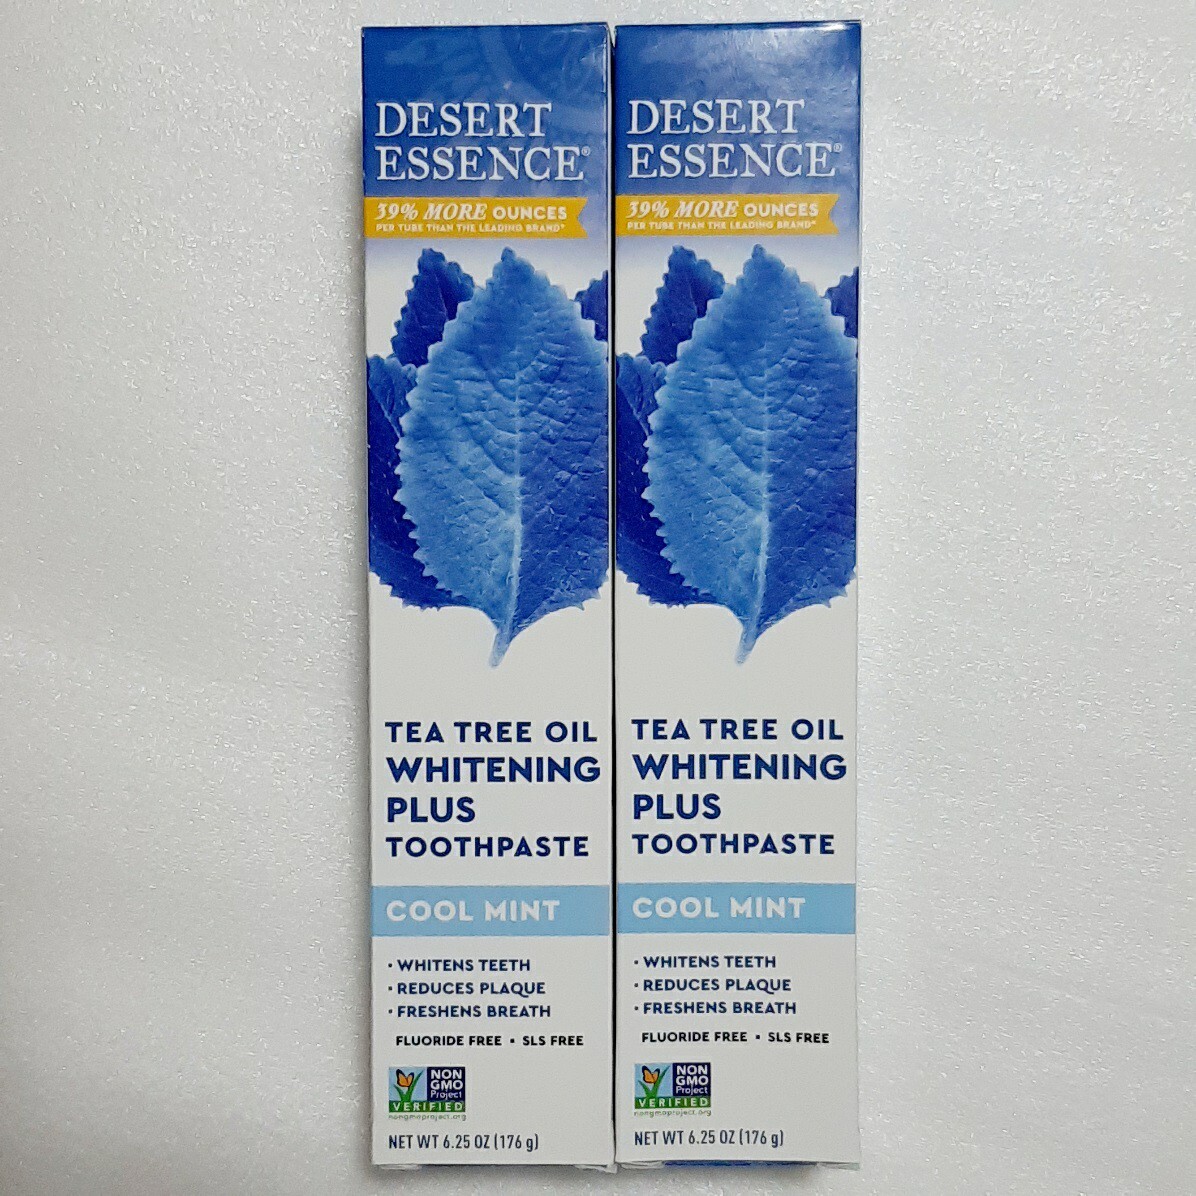 DESERT
ESSENCE®
39% MORE OUNCES
PER TUBE THAN THE LEADING BRAND*
TEA TREE OIL
WHITENING
PLUS
TOOTHPASTE
COOL MINT
• WHITENS TEETH
• REDUCES PLAQUE
• FRESHENS BREATH
FLUORIDE FREE • SLS FREE
NON
GMO
Project
VERIFIED
nongmoproject.org
NET WT 6.25 OZ (176 g)
DESERT
ESSENCE®
39% MORE OUNCES
PER TUBE THAN THE LEADING BRAND*
TEA TREE OIL
WHITENING
PLUS
TOOTHPASTE
COOL MINT
• WHITENS TEETH
• REDUCES PLAQUE
• FRESHENS BREATH
FLUORIDE FREE • SLS FREE
NON
GMO
Project
VERIFIED
nongmoproject.org
NET WT 6.25 OZ (176 g)